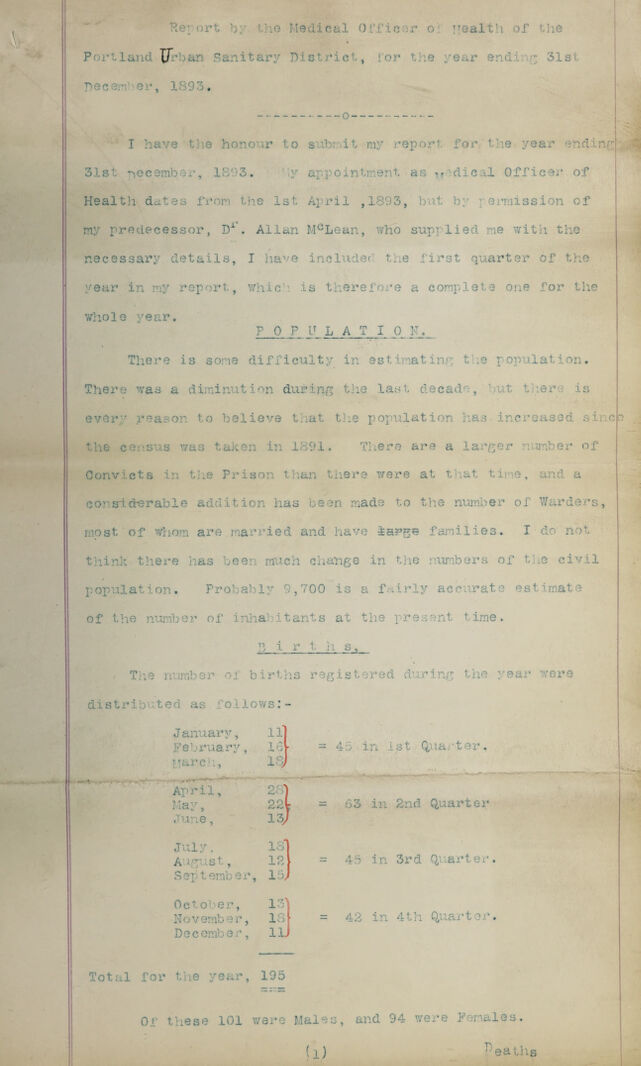 Report by the Medical Officer of Health of the
Portland Urban Sanitary District, for the year ending 31st
December, 1893.
-----------o-----------
I have the honour to submit my report for the year ending
31st December, 1893. My appointment as Medical Officer of
Health dates from the 1st April ,1893, but by permission of
my predecessor, Dr. Allan McLean, who supplied me with the
necessary details, I have included the first quarter of the
year in my report, which is therefore a complete one for the
whole year.
POPULATION.
There is some difficulty in estimating the population.
There was a diminution during the last decade, but there is
every reason to believe that the population has increased since
the census was taken in 1891. There are a larger number of
Convicts in the Prison than there were at that time, and a
considerable addition has been made to the number of Warders,
most of whom are married and have large families. I do not
think there has been much change in the numbers of the civil
population. Probably 9,700 is a fairly accurate estimate
of the number of inhabitants at the present time.
Births.
The number of births registered during the year were
distributed as follows:-
January, 11
February, 16 = 45 in 1st Quarter.
March, 18
April, 28
May, 22 = 63 in 2nd Quarter
June, 13
July. 18
August, 12 = 45 in 3rd Quarter.
September, 15
October, 13
November, 18 = 42 in 4th Quarter.
December, 11
Total for the year, 195
Of these 101 were Males, and 94 were Females.
(1) Deaths